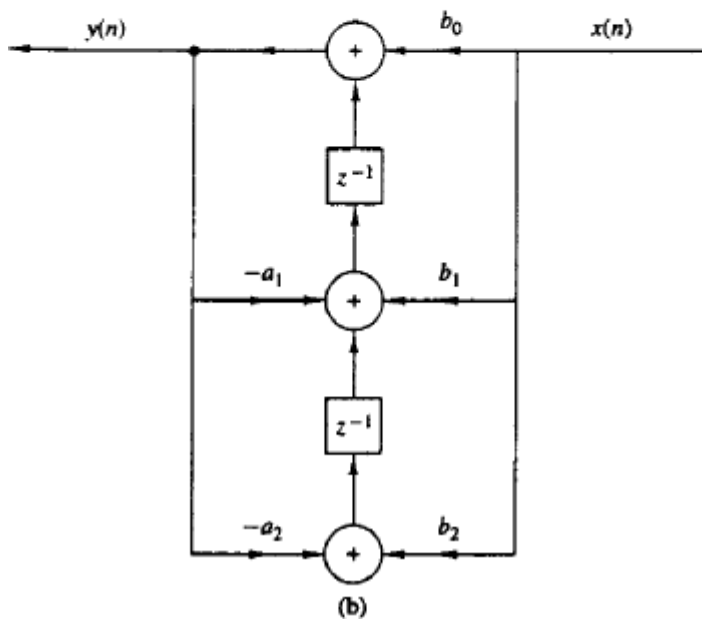 y(n) + b₀ x(n)
z⁻¹
-a₁ + b₁
z⁻¹
-a₂ + b₂
(b)